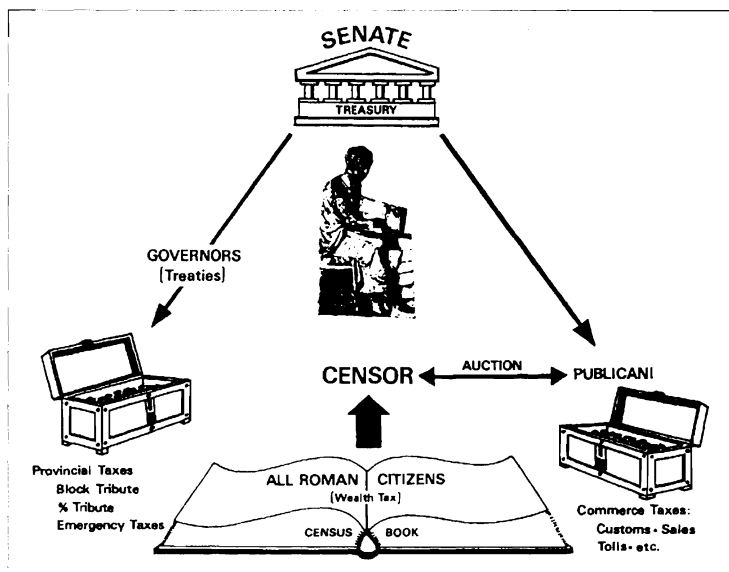 SENATE
TREASURY
GOVERNORS
(Treaties)
CENSOR
AUCTION
PUBLICANI
Provincial Taxes
Block Tribute
% Tribute
Emergency Taxes
ALL ROMAN CITIZENS
(Wealth Tax)
CENSUS BOOK
Commerce Taxes:
Customs - Sales
Tolls - etc.